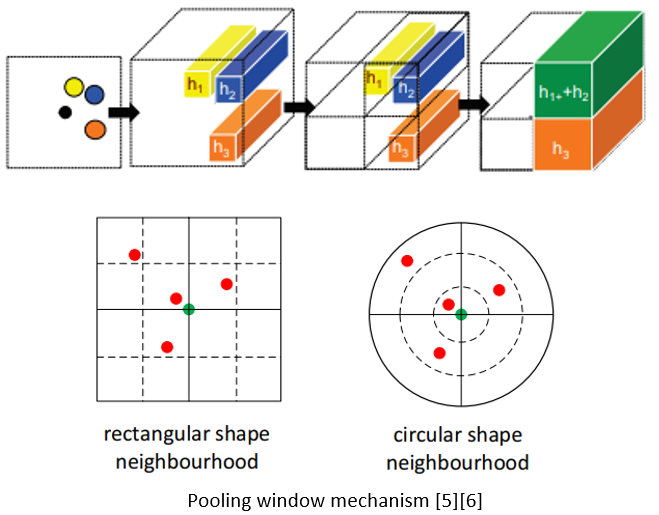 h1 h2 h3
h1 h2 h3
h1++h2
h3
rectangular shape
neighbourhood
circular shape
neighbourhood
Pooling window mechanism [5][6]